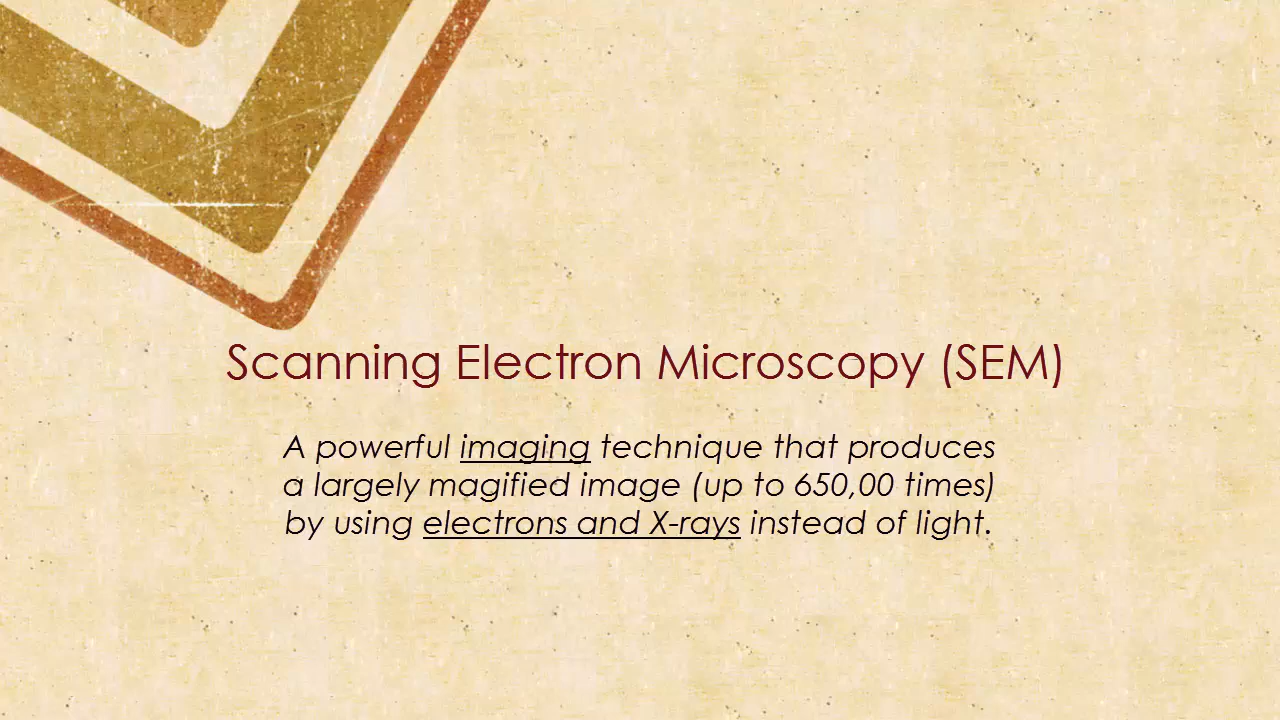 Scanning Electron Microscopy (SEM)
A powerful imaging technique that produces
a largely magified image (up to 650,00 times)
by using electrons and X-rays instead of light.